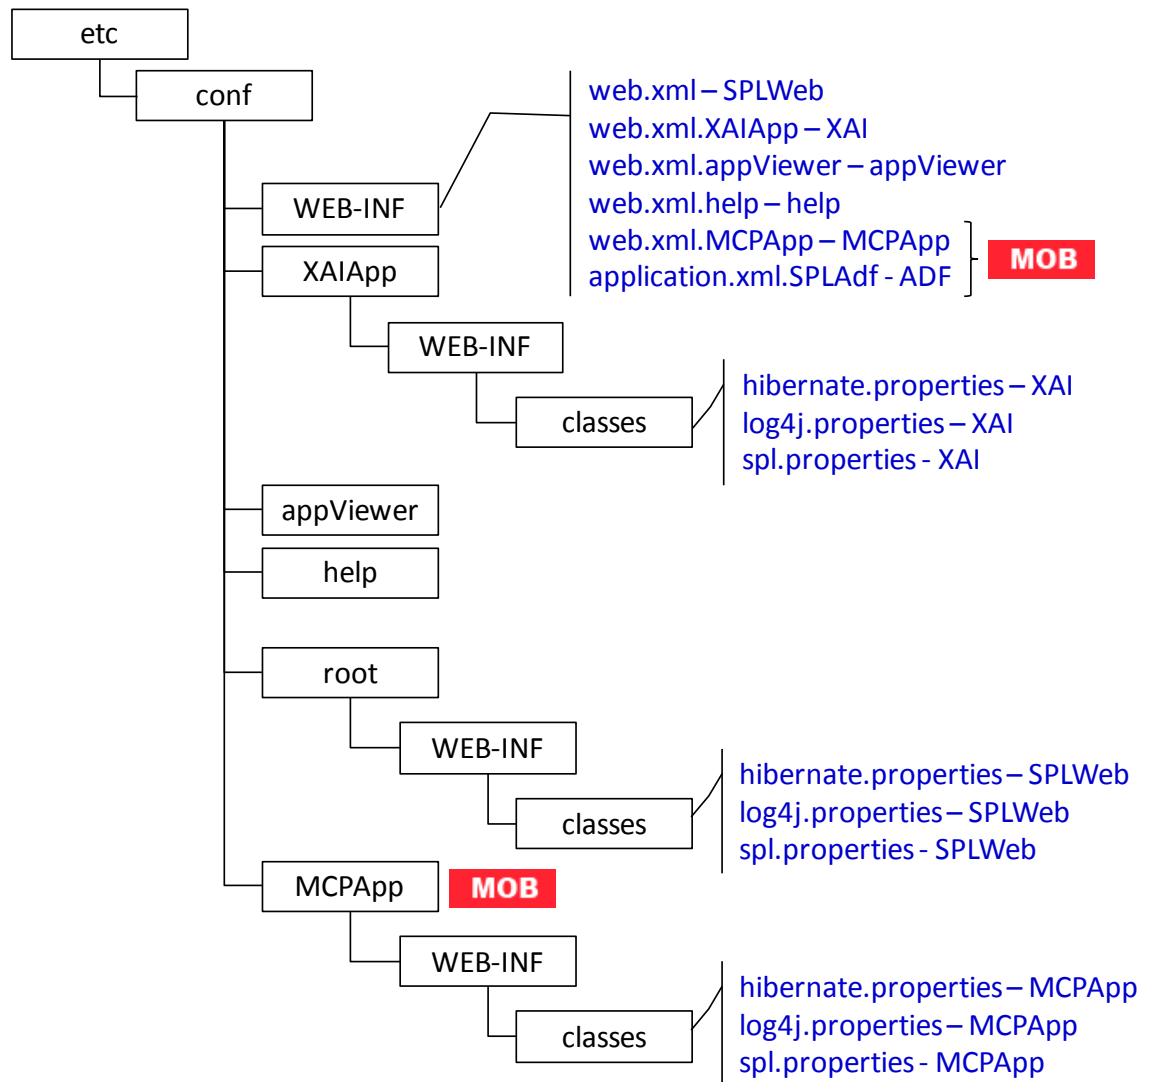 etc
conf
WEB-INF
web.xml – SPLWeb
web.xml.XAIApp – XAI
web.xml.appViewer – appViewer
web.xml.help – help
web.xml.MCPApp – MCPApp
application.xml.SPLAdf - ADF
MOB
XAIApp
WEB-INF
classes
hibernate.properties – XAI
log4j.properties – XAI
spl.properties - XAI
appViewer
help
root
WEB-INF
classes
hibernate.properties – SPLWeb
log4j.properties – SPLWeb
spl.properties - SPLWeb
MCPApp
MOB
WEB-INF
classes
hibernate.properties – MCPApp
log4j.properties – MCPApp
spl.properties - MCPApp